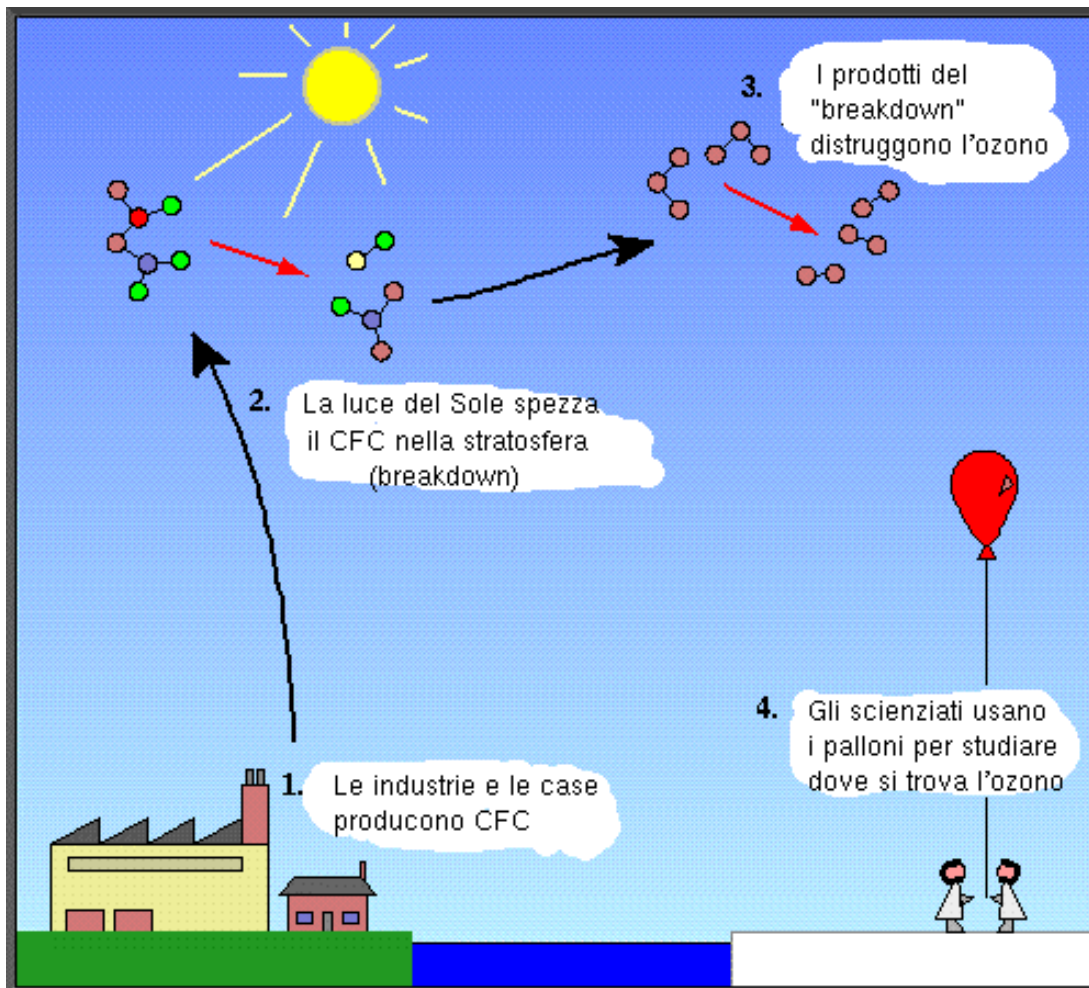 1. Le industrie e le case
producono CFC
2. La luce del Sole spezza
il CFC nella stratosfera
(breakdown)
3. I prodotti del
"breakdown"
distruggono l'ozono
4. Gli scienziati usano
i palloni per studiare
dove si trova l'ozono